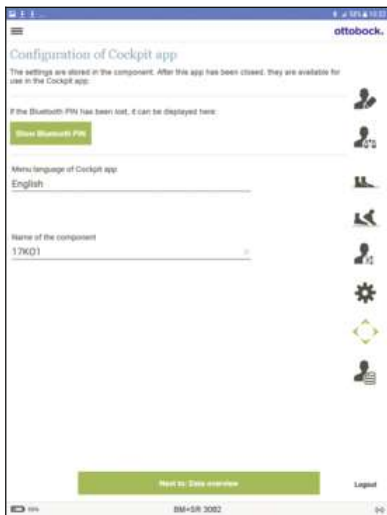 ottobock.
Configuration of Cockpit app
The settings are stored in the component. After this app has been closed, they are available for
use in the Cockpit app.
If the Bluetooth PIN has been lost, it can be displayed here:
Show Bluetooth PIN
Menu language of Cockpit app
English
Name of the component
17KO1
Next to: Data overview
Logout